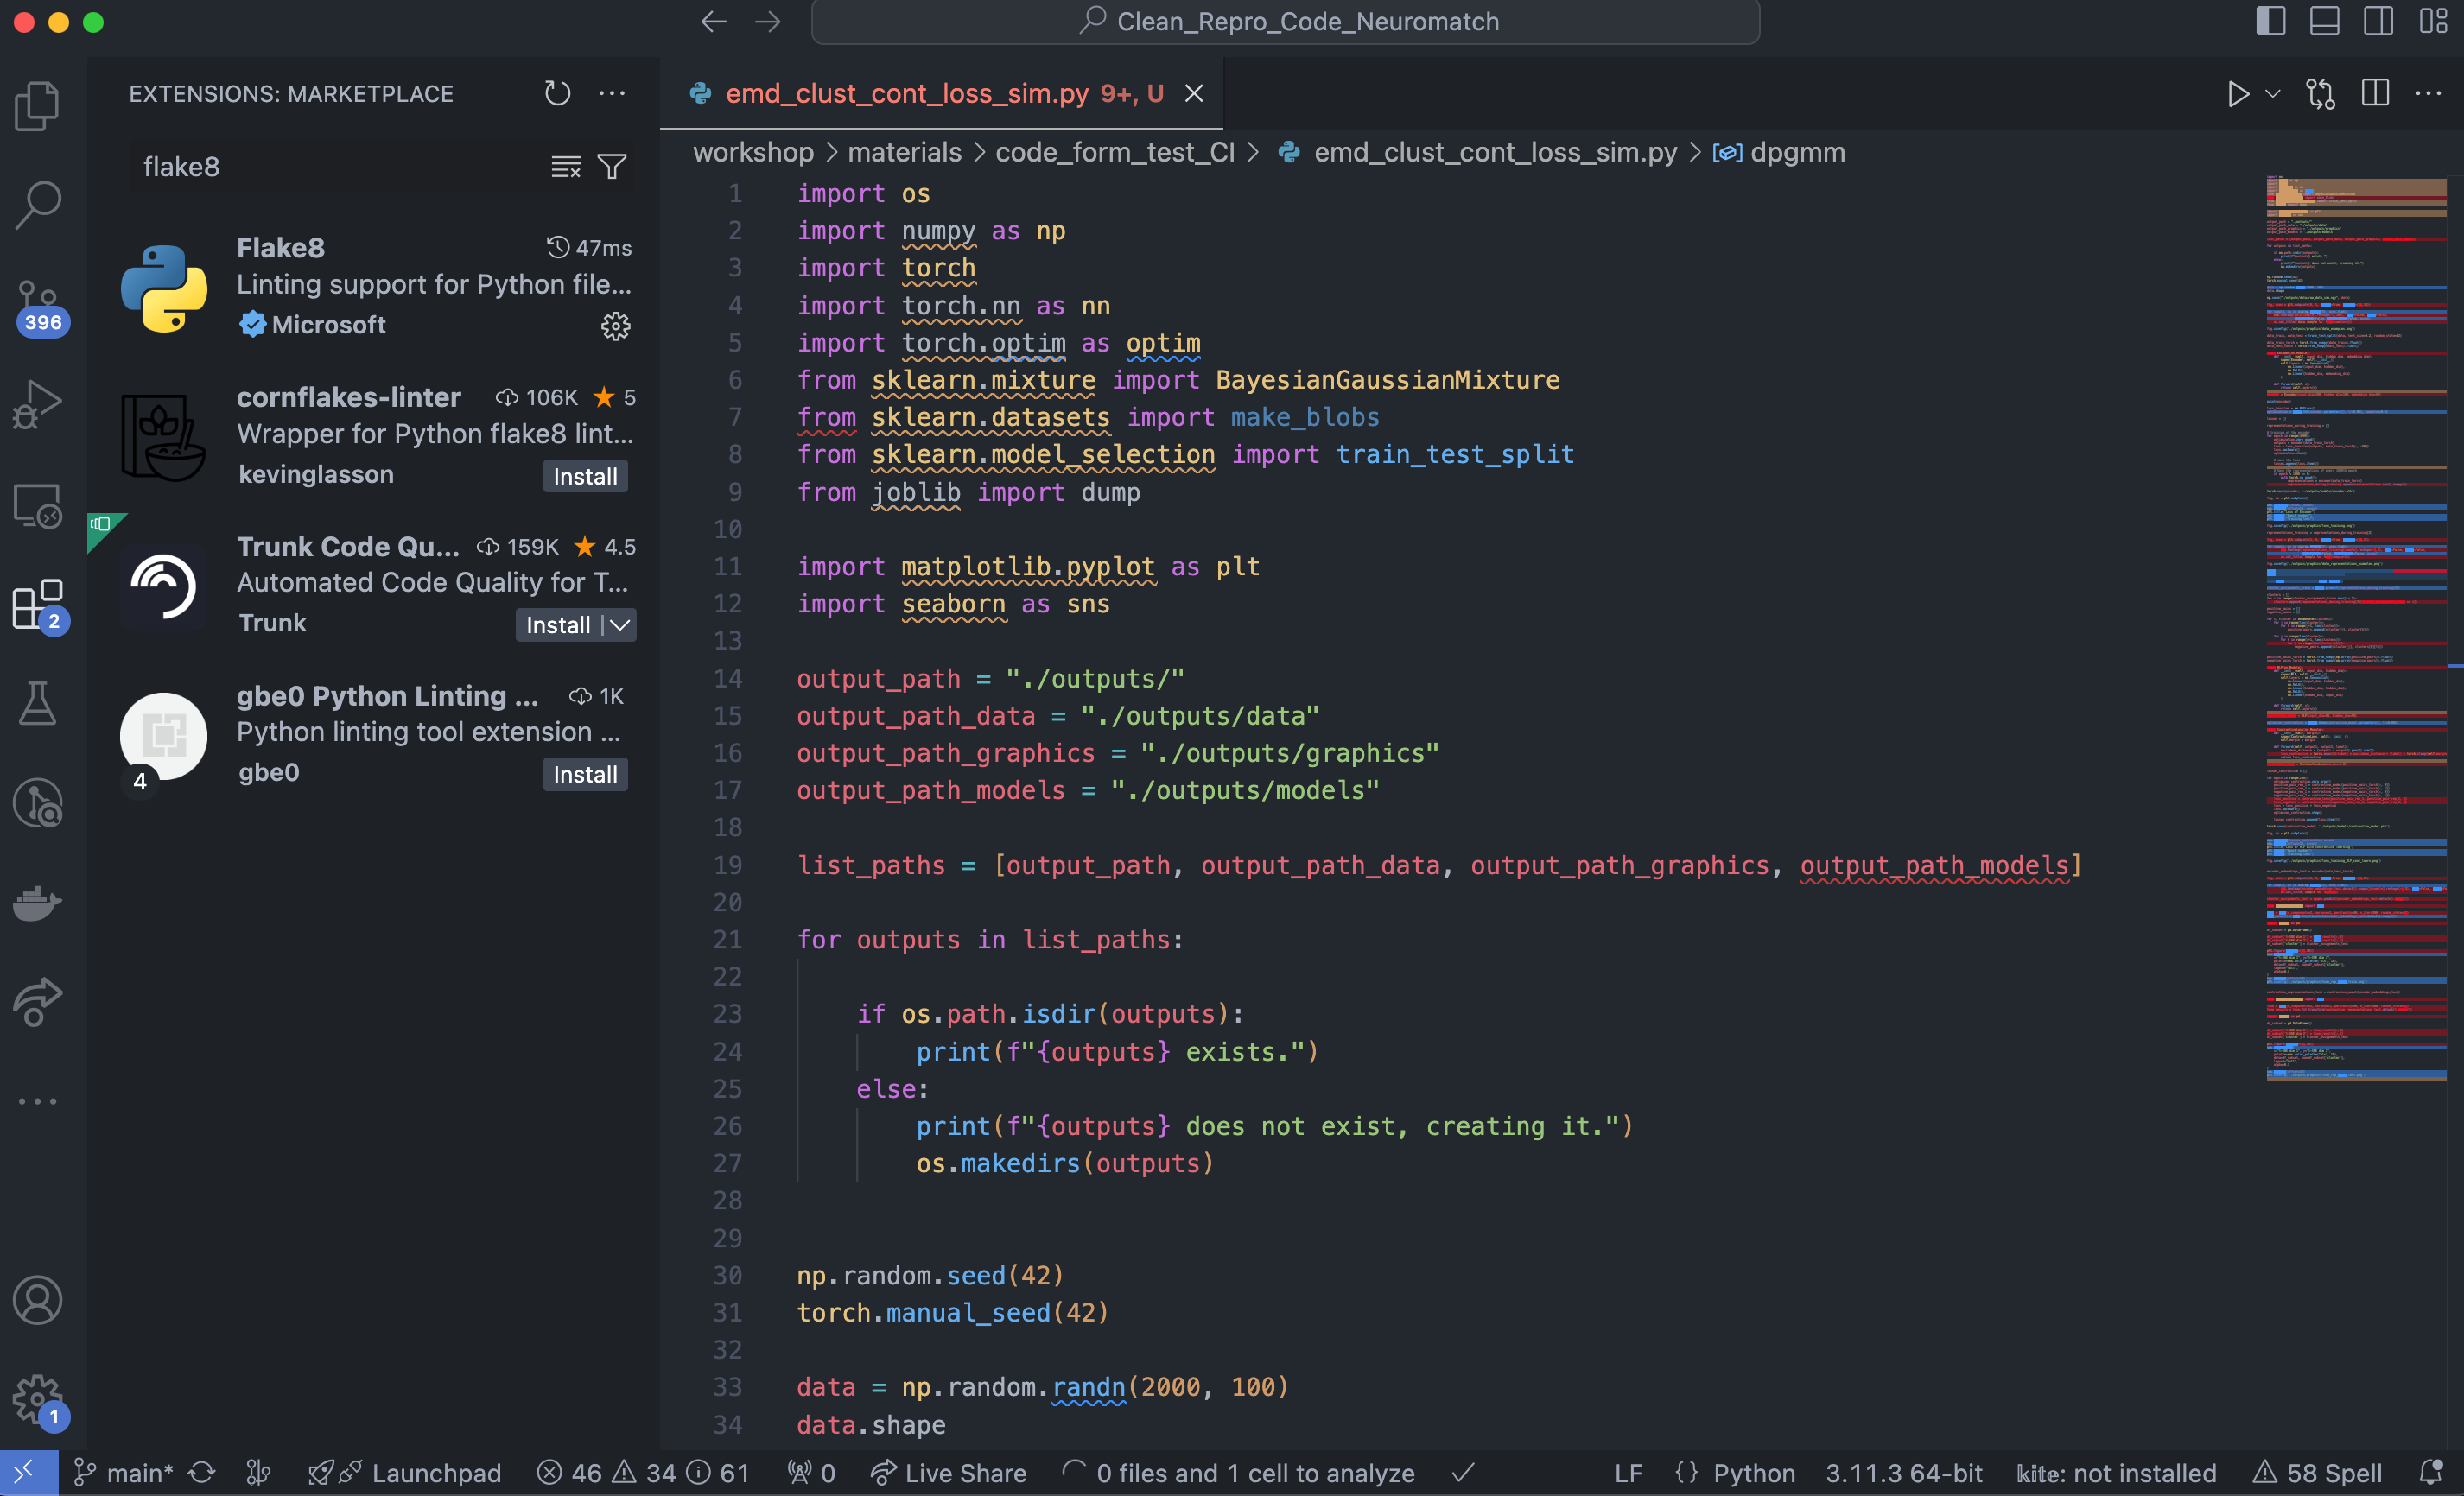 Clean_Repro_Code_Neuromatch
EXTENSIONS: MARKETPLACE
flake8
Flake8 47ms
Linting support for Python file...
Microsoft
cornflakes-linter 106K 5
Wrapper for Python flake8 lint...
kevinglasson Install
Trunk Code Qu... 159K 4.5
Automated Code Quality for T...
Trunk Install
gbe0 Python Linting ... 1K
Python linting tool extension ...
gbe0 Install
4
396
2
1
emd_clust_cont_loss_sim.py 9+, U
workshop > materials > code_form_test_CI > emd_clust_cont_loss_sim.py > dpgmm
1 import os
2 import numpy as np
3 import torch
4 import torch.nn as nn
5 import torch.optim as optim
6 from sklearn.mixture import BayesianGaussianMixture
7 from sklearn.datasets import make_blobs
8 from sklearn.model_selection import train_test_split
9 from joblib import dump
10
11 import matplotlib.pyplot as plt
12 import seaborn as sns
13
14 output_path = "./outputs/"
15 output_path_data = "./outputs/data"
16 output_path_graphics = "./outputs/graphics"
17 output_path_models = "./outputs/models"
18
19 list_paths = [output_path, output_path_data, output_path_graphics, output_path_models]
20
21 for outputs in list_paths:
22
23 if os.path.isdir(outputs):
24 print(f"{outputs} exists.")
25 else:
26 print(f"{outputs} does not exist, creating it.")
27 os.makedirs(outputs)
28
29
30 np.random.seed(42)
31 torch.manual_seed(42)
32
33 data = np.random.randn(2000, 100)
34 data.shape
main* Launchpad 46 34 61 0 Live Share 0 files and 1 cell to analyze LF {} Python 3.11.3 64-bit kite: not installed 58 Spell